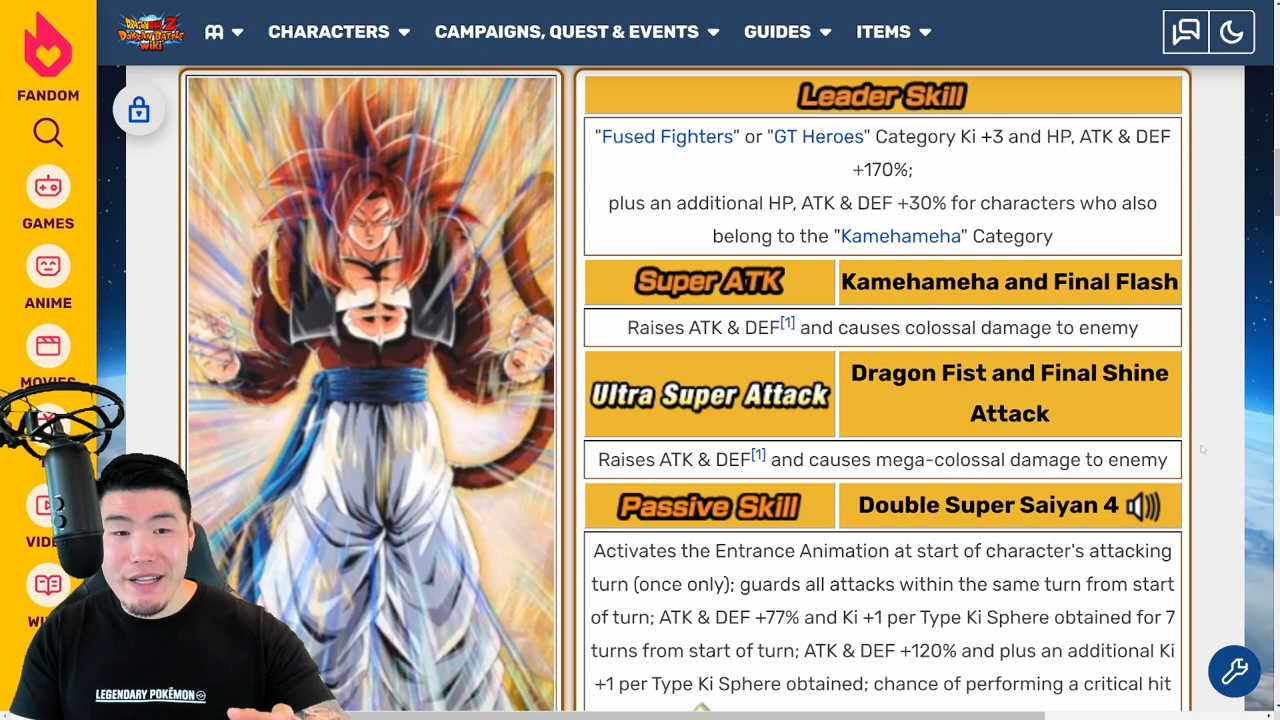 DRAGON BALL Z
DOKKAN BATTLE
WIKI
CHARACTERS
CAMPAIGNS, QUEST & EVENTS
GUIDES
ITEMS
FANDOM
GAMES
ANIME
MOVIES
VIDE
WI
Leader Skill
"Fused Fighters" or "GT Heroes" Category Ki +3 and HP, ATK & DEF
+170%;
plus an additional HP, ATK & DEF +30% for characters who also
belong to the "Kamehameha" Category
Super ATK
Kamehameha and Final Flash
Raises ATK & DEF[1] and causes colossal damage to enemy
Ultra Super Attack
Dragon Fist and Final Shine
Attack
Raises ATK & DEF[1] and causes mega-colossal damage to enemy
Passive Skill
Double Super Saiyan 4
Activates the Entrance Animation at start of character's attacking
turn (once only); guards all attacks within the same turn from start
of turn; ATK & DEF +77% and Ki +1 per Type Ki Sphere obtained for 7
turns from start of turn; ATK & DEF +120% and plus an additional Ki
+1 per Type Ki Sphere obtained; chance of performing a critical hit
LEGENDARY POKÉMON